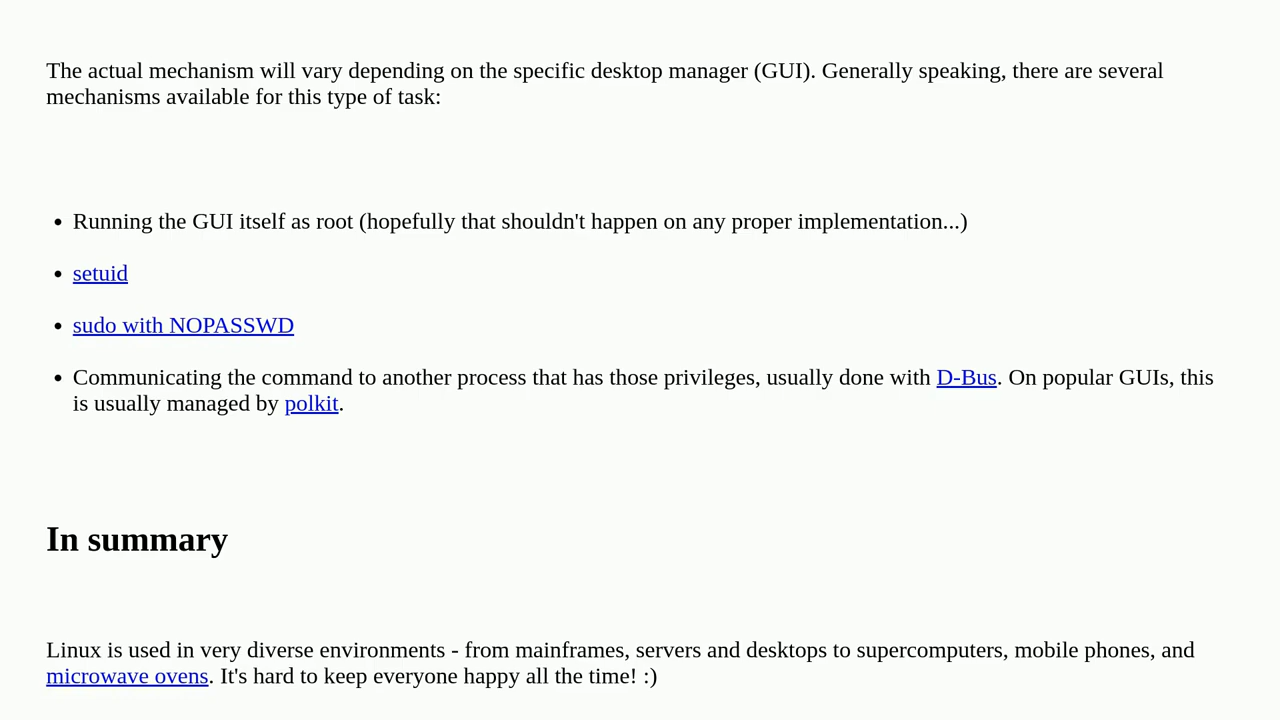 The actual mechanism will vary depending on the specific desktop manager (GUI). Generally speaking, there are several
mechanisms available for this type of task:
• Running the GUI itself as root (hopefully that shouldn't happen on any proper implementation...)
• setuid
• sudo with NOPASSWD
• Communicating the command to another process that has those privileges, usually done with D-Bus. On popular GUIs, this
is usually managed by polkit.
In summary
Linux is used in very diverse environments - from mainframes, servers and desktops to supercomputers, mobile phones, and
microwave ovens. It's hard to keep everyone happy all the time! :)